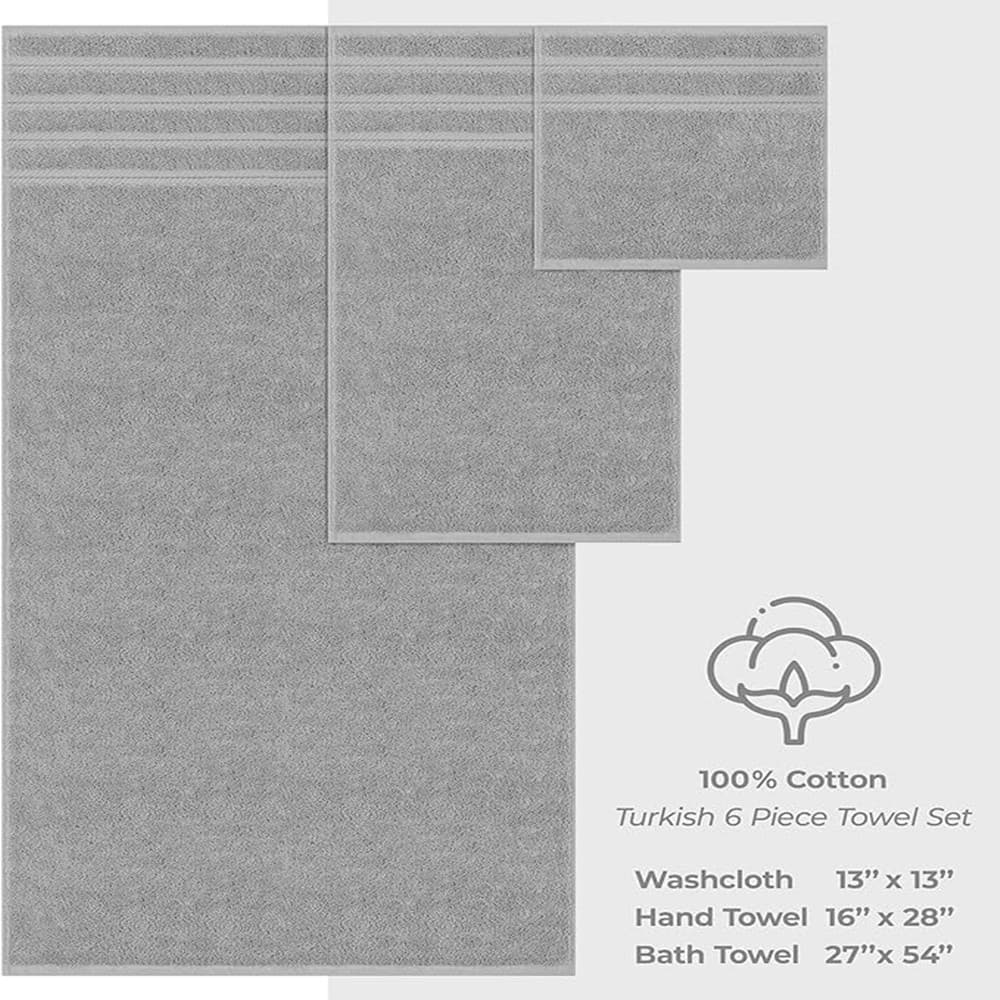 100% Cotton
Turkish 6 Piece Towel Set
Washcloth 13’’ x 13’’
Hand Towel 16’’ x 28’’
Bath Towel 27’’x 54’’